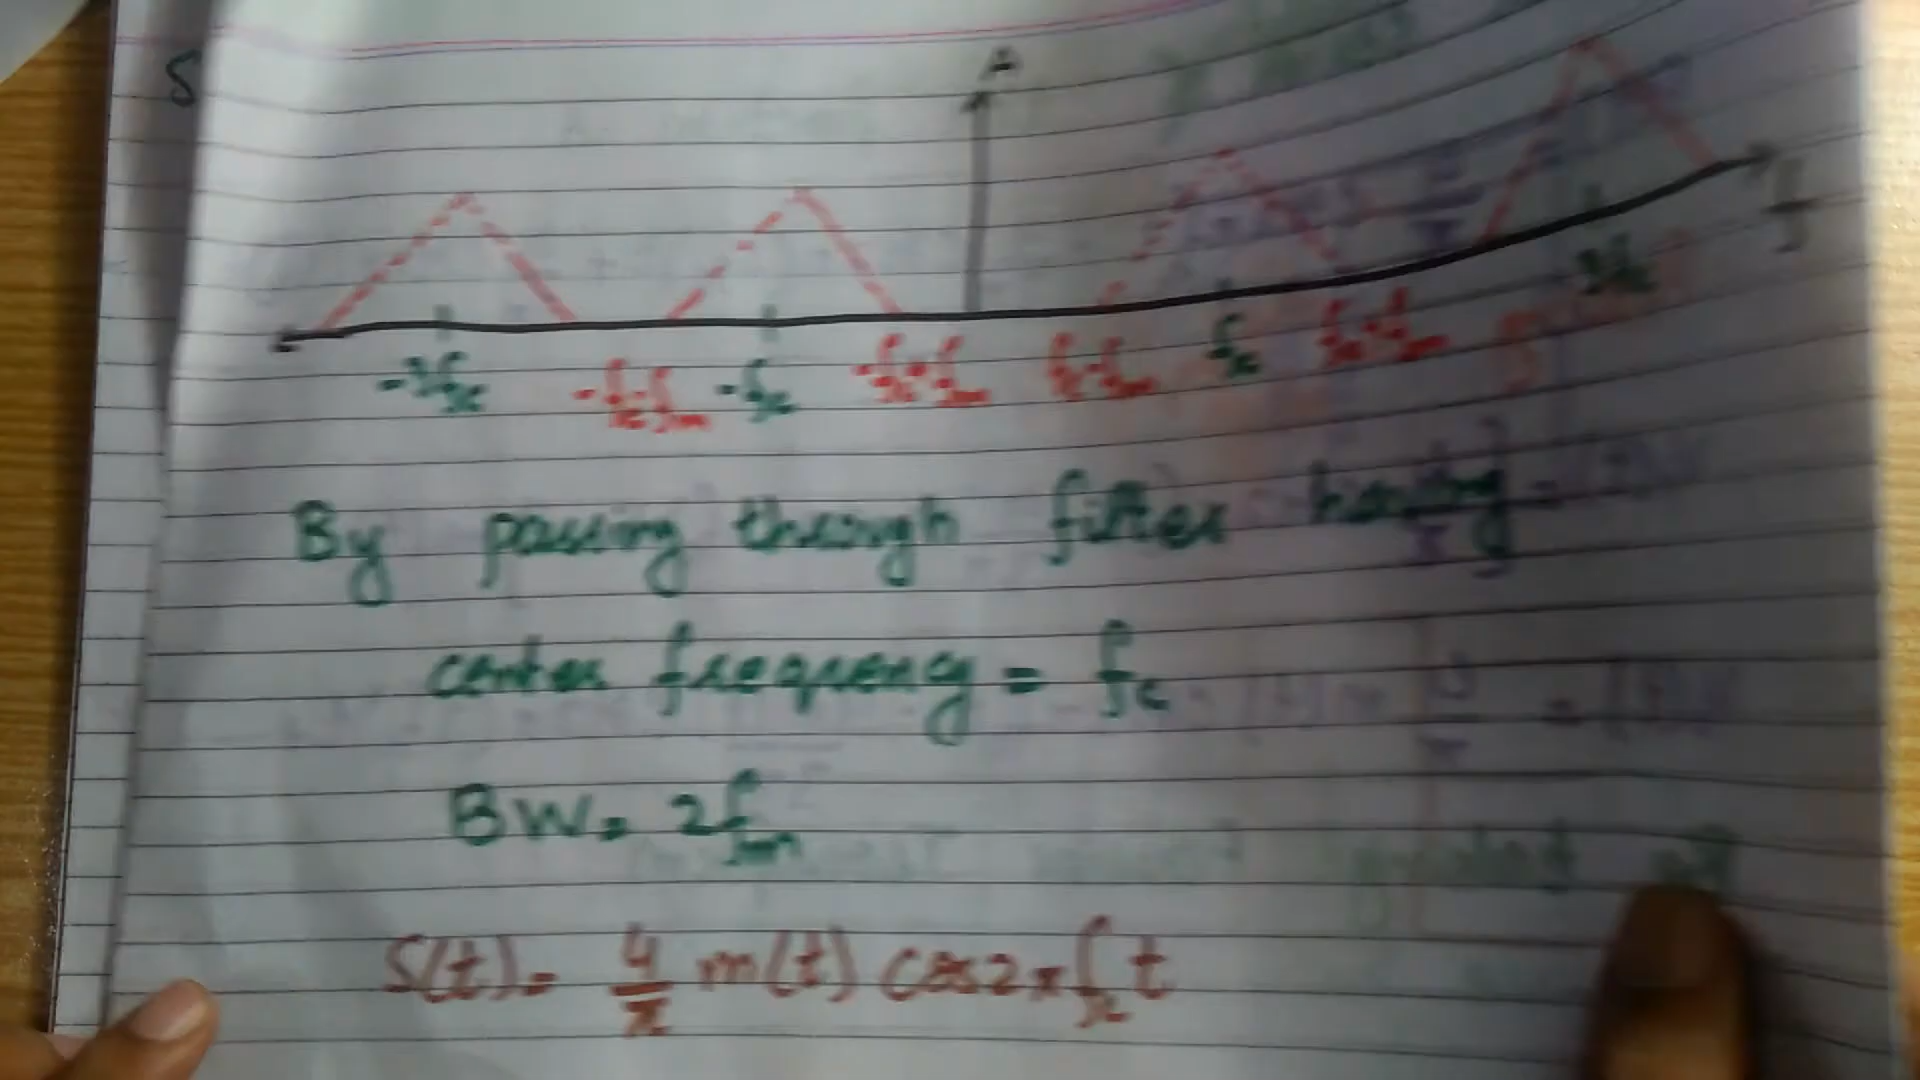 S
f
-3fc -fc-fm -fc -fc+fm fc-fm fc fc+fm 3fc
By passing through filter having
center frequency = fc
BW = 2fm
S(t) = 4/π m(t) cos2πfct